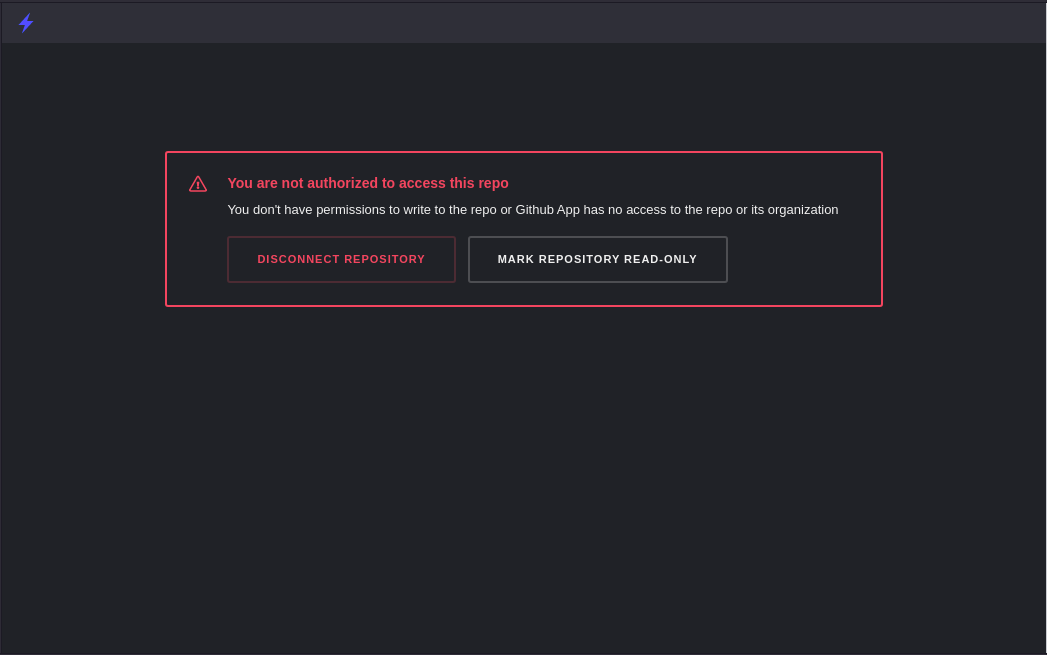 You are not authorized to access this repo
You don't have permissions to write to the repo or Github App has no access to the repo or its organization
DISCONNECT REPOSITORY
MARK REPOSITORY READ-ONLY